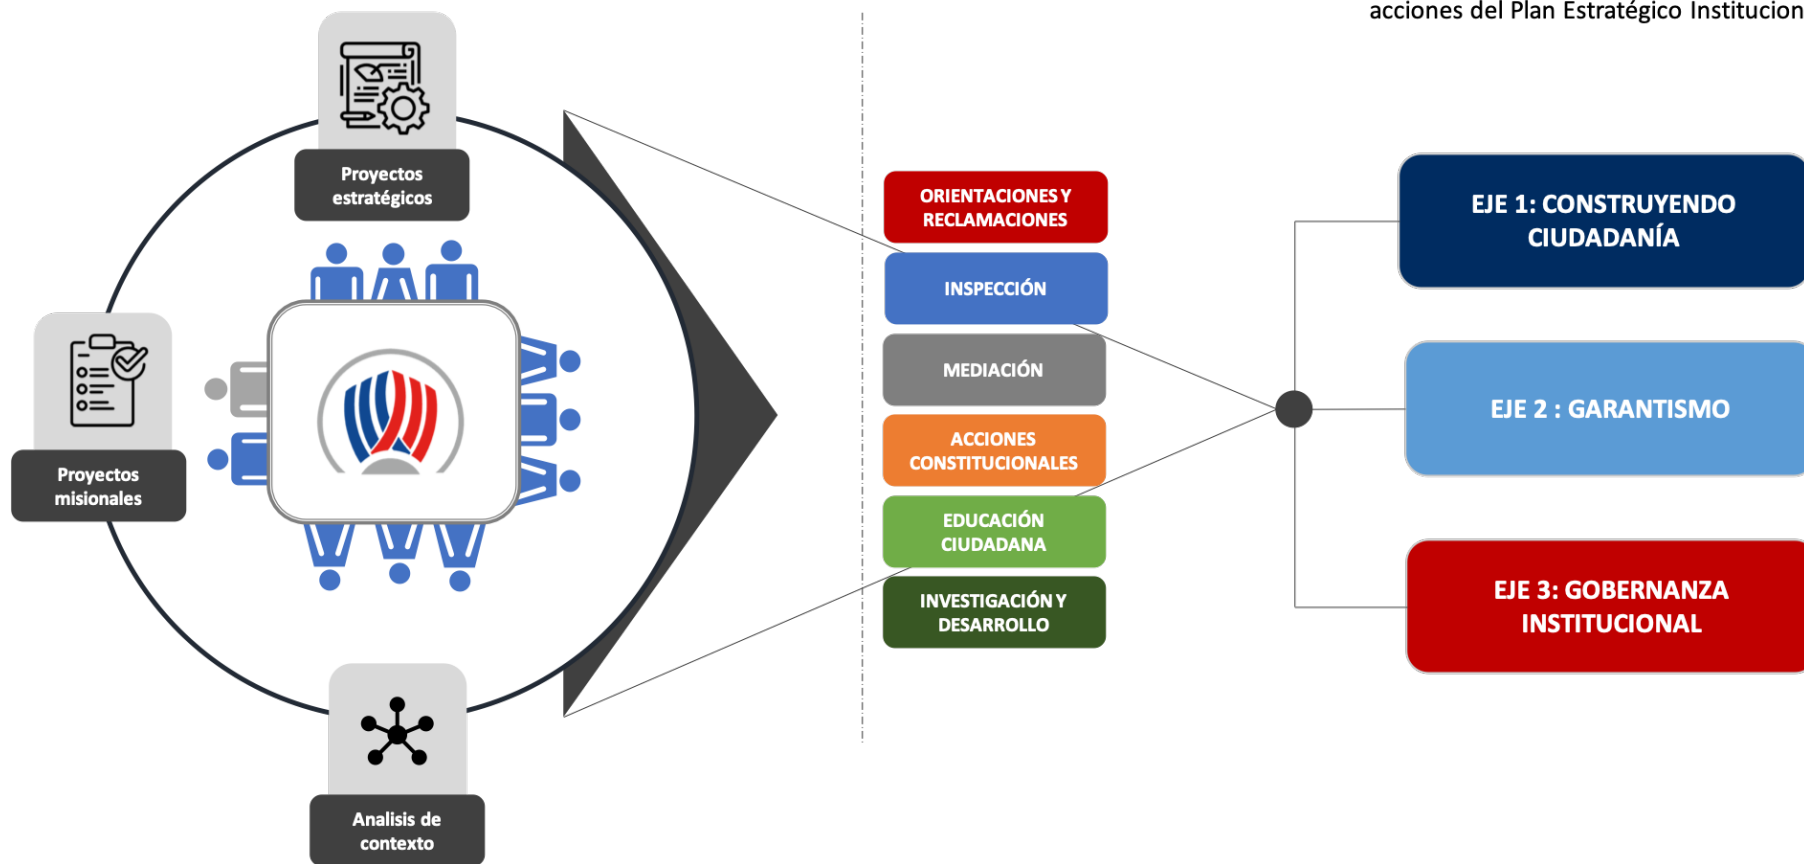 acciones del Plan Estratégico Institucion
Proyectos
estratégicos
Proyectos
misionales
Analisis de
contexto
ORIENTACIONES Y
RECLAMACIONES
INSPECCIÓN
MEDIACIÓN
ACCIONES
CONSTITUCIONALES
EDUCACIÓN
CIUDADANA
INVESTIGACIÓN Y
DESARROLLO
EJE 1: CONSTRUYENDO
CIUDADANÍA
EJE 2 : GARANTISMO
EJE 3: GOBERNANZA
INSTITUCIONAL